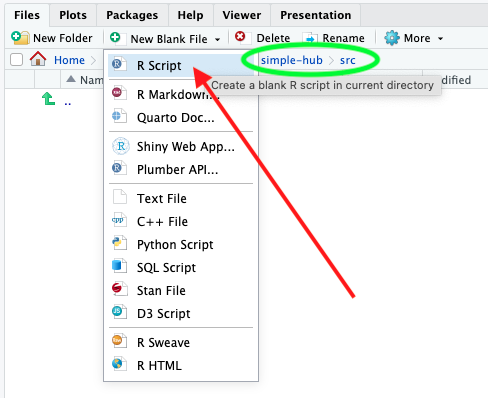 Files Plots Packages Help Viewer Presentation
New Folder New Blank File Delete Rename More
Home simple-hub src
R Script
Create a blank R script in current directory
R Markdown...
Quarto Doc...
Shiny Web App...
Plumber API...
Text File
C++ File
Python Script
SQL Script
Stan File
D3 Script
R Sweave
R HTML
..